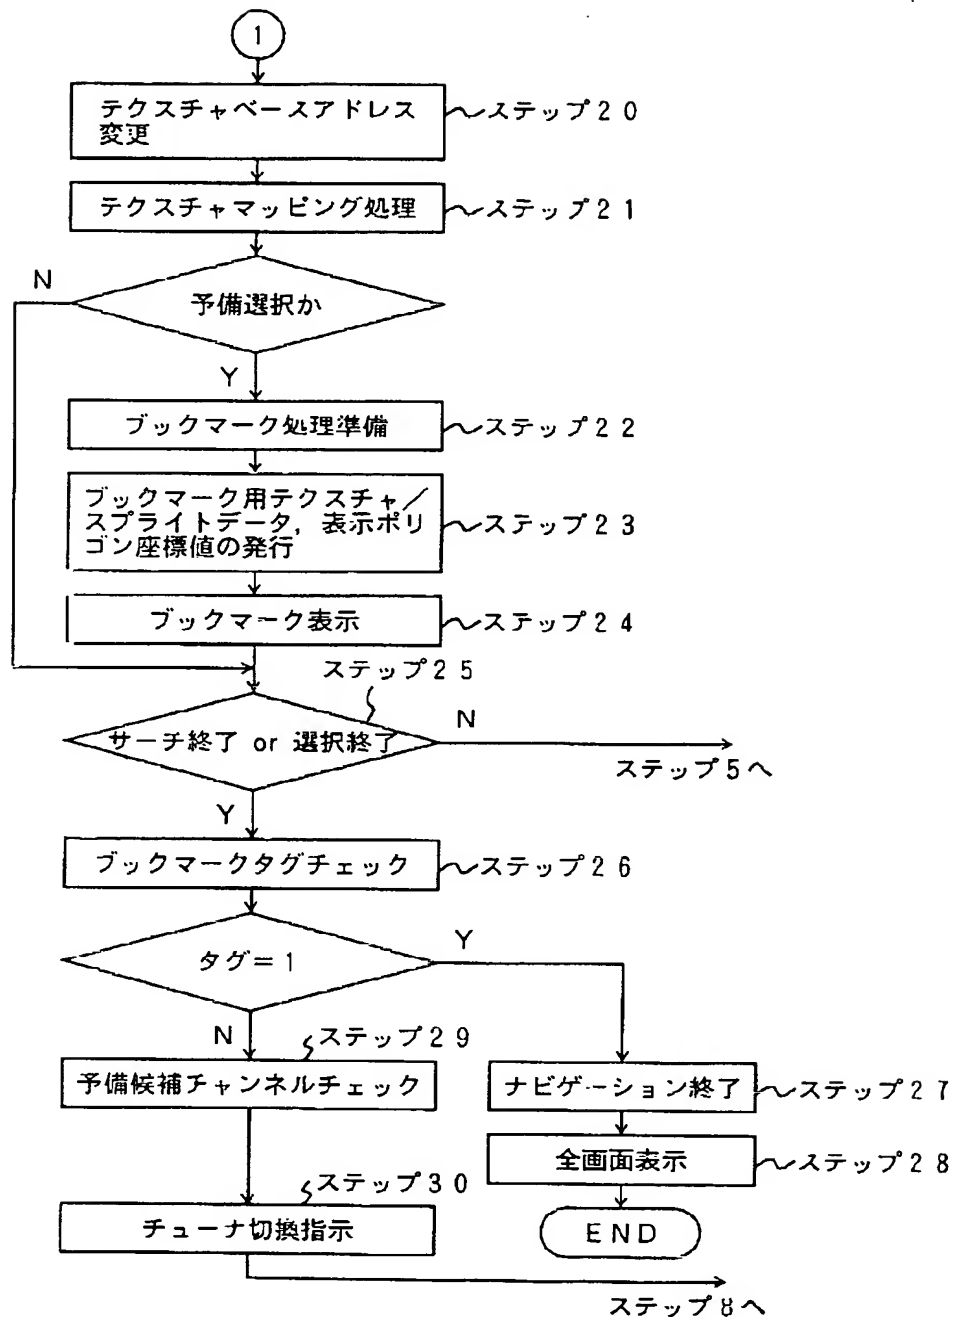 1
テクスチャベースアドレス
変更
ステップ20
テクスチャマッピング処理
ステップ21
N
予備選択か
Y
ブックマーク処理準備
ステップ22
ブックマーク用テクスチャ/
スプライトデータ, 表示ポリ
ゴン座標値の発行
ステップ23
ブックマーク表示
ステップ24
ステップ25
サーチ終了 or 選択終了
N
ステップ5へ
Y
ブックマークタグチェック
ステップ26
タグ=1
Y
N
ステップ29
予備候補チャンネルチェック
ナビゲーション終了
ステップ27
全画面表示
ステップ28
ステップ30
チューナ切換指示
END
ステップ8へ